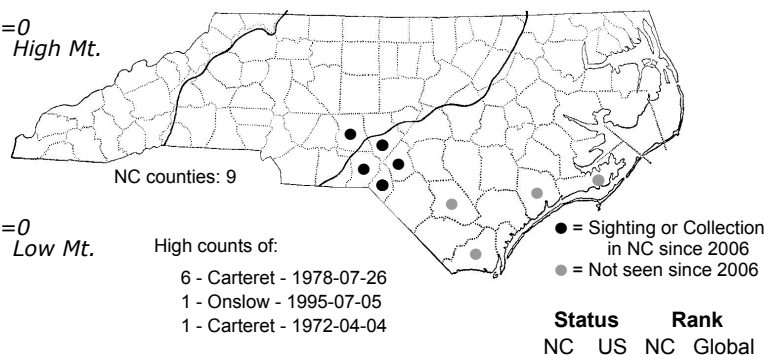 =0
High Mt.
NC counties: 9
=0
Low Mt.
High counts of:
6 - Carteret - 1978-07-26
1 - Onslow - 1995-07-05
1 - Carteret - 1972-04-04
● = Sighting or Collection
in NC since 2006
● = Not seen since 2006
Status Rank
NC US NC Global